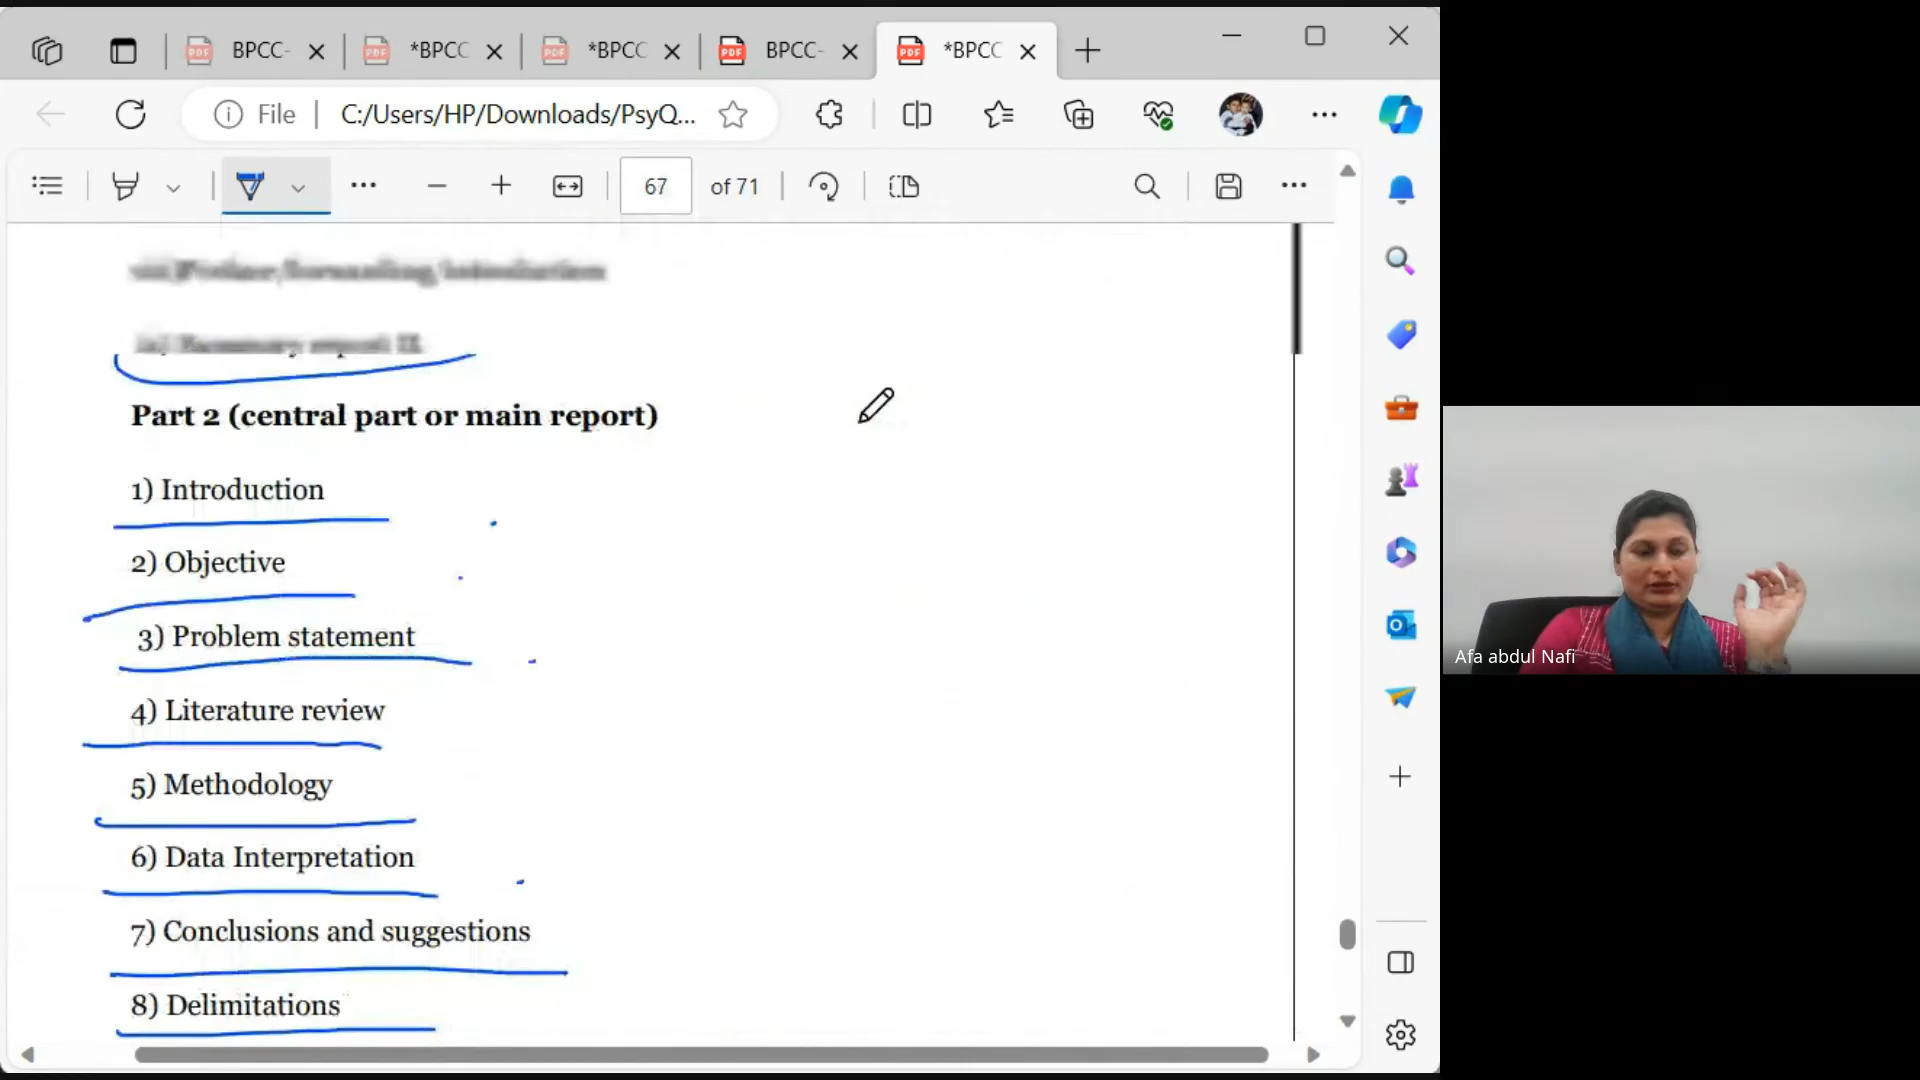 BPCC-
*BPCC
*BPCC
BPCC-
*BPCC
File
C:/Users/HP/Downloads/PsyQ...
67 of 71
Part 2 (central part or main report)
1) Introduction
2) Objective
3) Problem statement
4) Literature review
5) Methodology
6) Data Interpretation
7) Conclusions and suggestions
8) Delimitations
Afa abdul Nafi